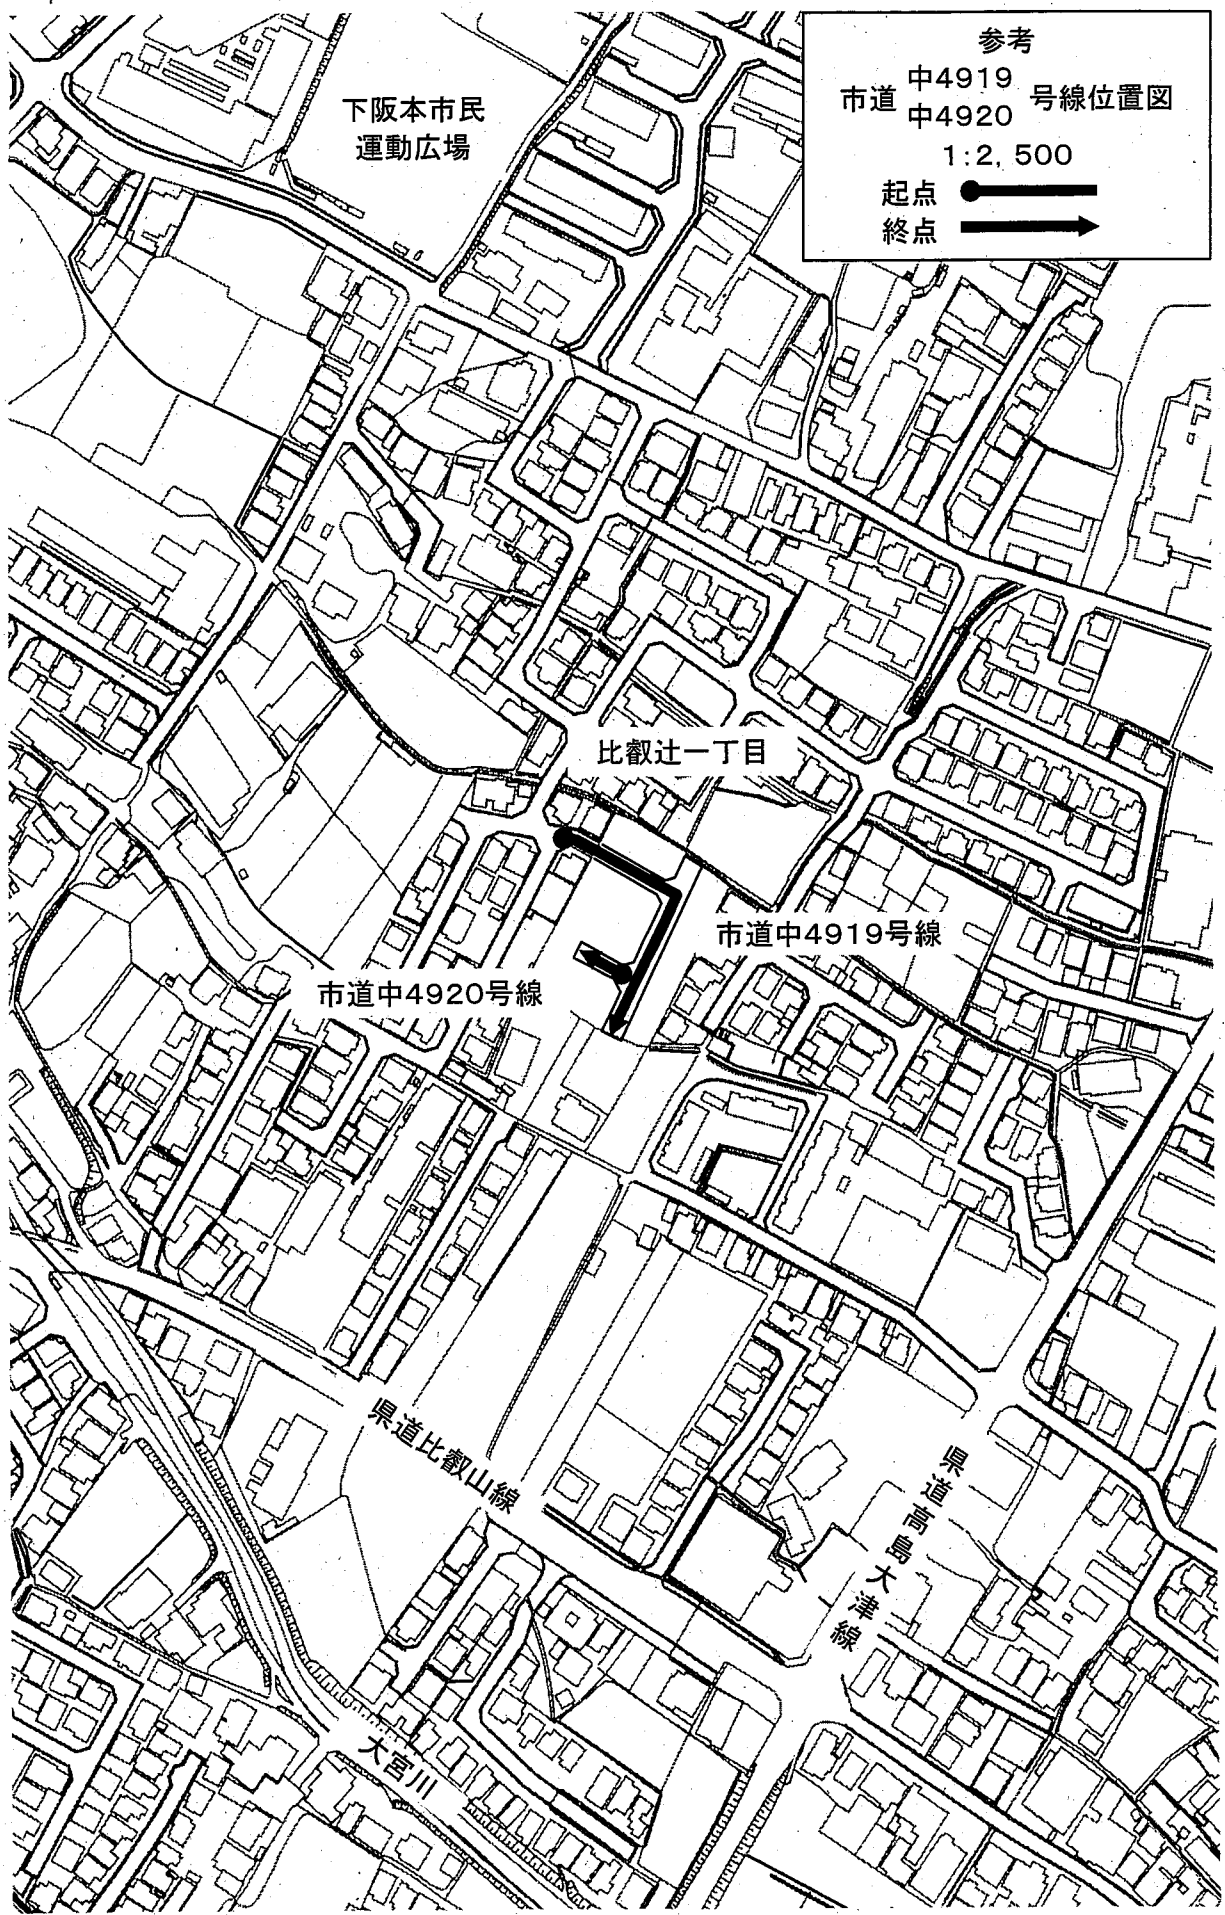 参考
市道 中4919 号線位置図
中4920
1:2,500
起点
終点
下阪本市民
運動広場
比叡辻一丁目
市道中4919号線
市道中4920号線
県道比叡山線
県道高島大津線
大宮川